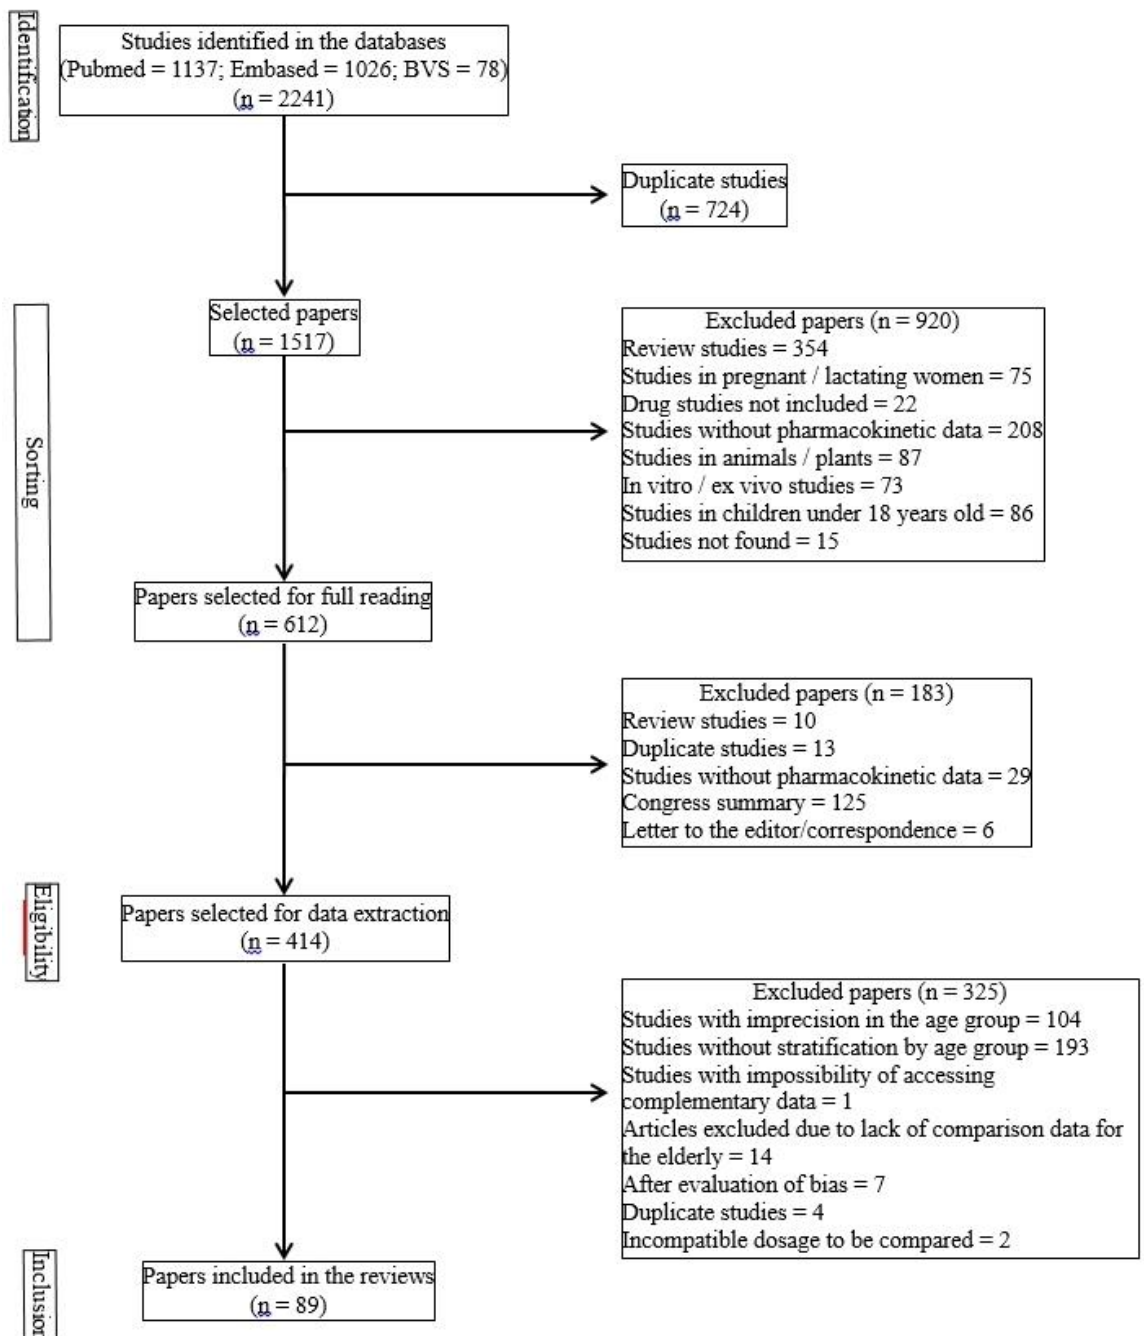 Identification
Studies identified in the databases
(Pubmed = 1137; Embased = 1026; BVS = 78)
(n = 2241)
Duplicate studies
(n = 724)
Sorting
Selected papers
(n = 1517)
Excluded papers (n = 920)
Review studies = 354
Studies in pregnant / lactating women = 75
Drug studies not included = 22
Studies without pharmacokinetic data = 208
Studies in animals / plants = 87
In vitro / ex vivo studies = 73
Studies in children under 18 years old = 86
Studies not found = 15
Papers selected for full reading
(n = 612)
Excluded papers (n = 183)
Review studies = 10
Duplicate studies = 13
Studies without pharmacokinetic data = 29
Congress summary = 125
Letter to the editor/correspondence = 6
Eligibility
Papers selected for data extraction
(n = 414)
Excluded papers (n = 325)
Studies with imprecision in the age group = 104
Studies without stratification by age group = 193
Studies with impossibility of accessing
complementary data = 1
Articles excluded due to lack of comparison data for
the elderly = 14
After evaluation of bias = 7
Duplicate studies = 4
Incompatible dosage to be compared = 2
Inclusion
Papers included in the reviews
(n = 89)